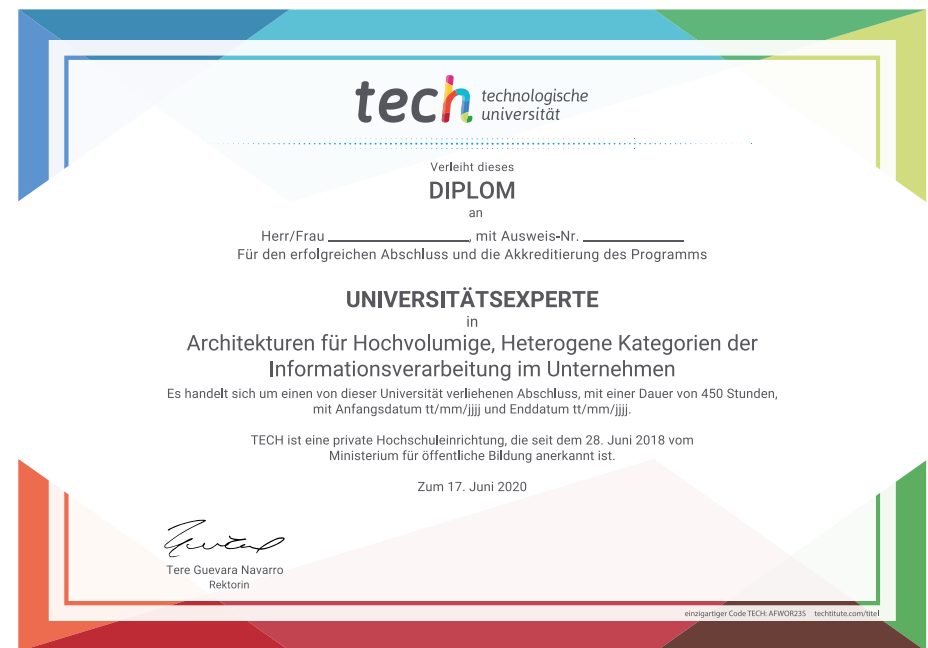 tech technologische
universität
Verleiht dieses
DIPLOM
an
Herr/Frau ____________________, mit Ausweis-Nr. ______________
Für den erfolgreichen Abschluss und die Akkreditierung des Programms
UNIVERSITÄTSEXPERTE
in
Architekturen für Hochvolumige, Heterogene Kategorien der
Informationsverarbeitung im Unternehmen
Es handelt sich um einen von dieser Universität verliehenen Abschluss, mit einer Dauer von 450 Stunden,
mit Anfangsdatum tt/mm/jjjj und Enddatum tt/mm/jjjj.
TECH ist eine private Hochschuleinrichtung, die seit dem 28. Juni 2018 vom
Ministerium für öffentliche Bildung anerkannt ist.
Zum 17. Juni 2020
Tere Guevara Navarro
Rektorin
einzigartiger Code TECH: AFWOR23S techtitute.com/titel